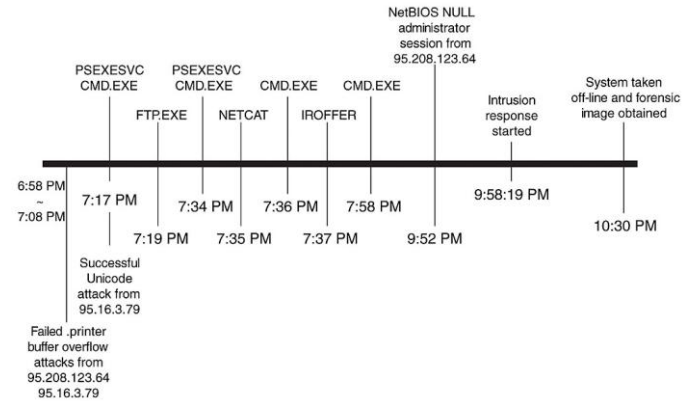 NetBIOS NULL
administrator
session from
95.208.123.64
PSEXESVC
CMD.EXE
PSEXESVC
CMD.EXE
CMD.EXE
CMD.EXE
FTP.EXE
NETCAT
IROFFER
Intrusion
response
started
System taken
off-line and forensic
image obtained
6:58 PM
~
7:08 PM
7:17 PM
7:19 PM
7:34 PM
7:35 PM
7:36 PM
7:37 PM
7:58 PM
9:52 PM
9:58:19 PM
10:30 PM
Successful
Unicode
attack from
95.16.3.79
Failed .printer
buffer overflow
attacks from
95.208.123.64
95.16.3.79